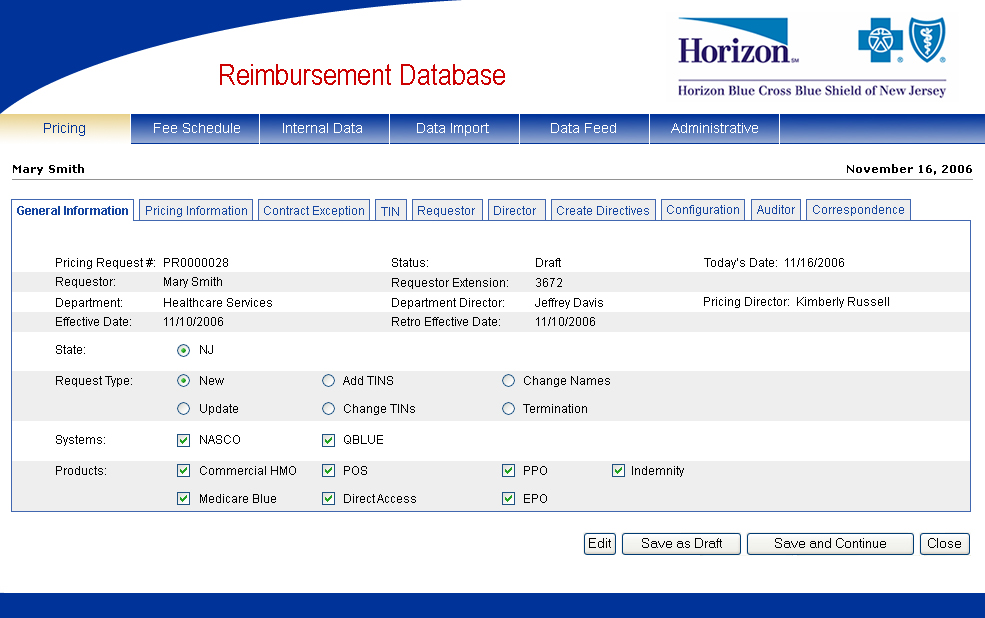 Horizon SM
Reimbursement Database
Horizon Blue Cross Blue Shield of New Jersey
Pricing Fee Schedule Internal Data Data Import Data Feed Administrative
Mary Smith November 16, 2006
General Information Pricing Information Contract Exception TIN Requestor Director Create Directives Configuration Auditor Correspondence
Pricing Request #: PR0000028 Status: Draft Today's Date: 11/16/2006
Requestor: Mary Smith Requestor Extension: 3672
Department: Healthcare Services Department Director: Jeffrey Davis Pricing Director: Kimberly Russell
Effective Date: 11/10/2006 Retro Effective Date: 11/10/2006
State: NJ
Request Type: New Add TINS Change Names
Update Change TINs Termination
Systems: NASCO QBLUE
Products: Commercial HMO POS PPO Indemnity
Medicare Blue DirectAccess EPO
Edit Save as Draft Save and Continue Close